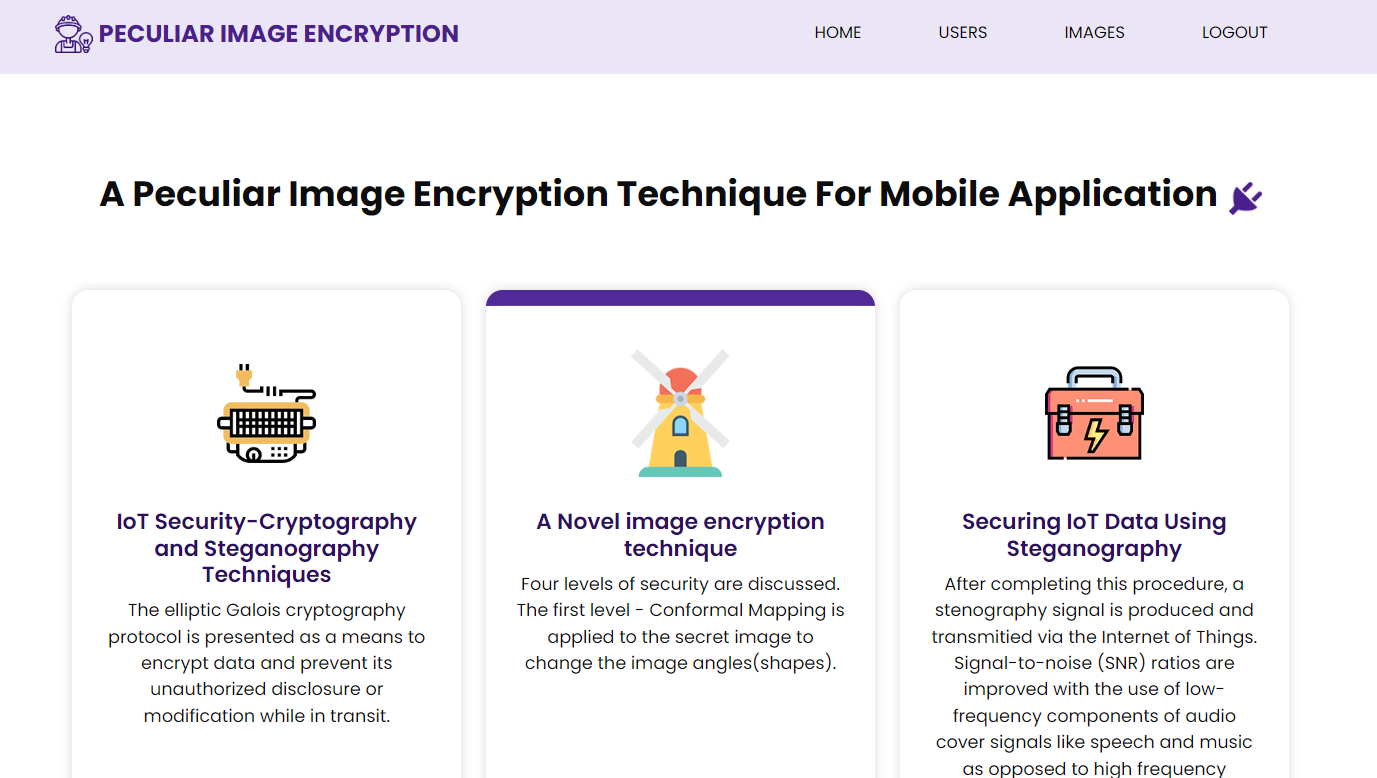 PECULIAR IMAGE ENCRYPTION
HOME
USERS
IMAGES
LOGOUT
A Peculiar Image Encryption Technique For Mobile Application
IoT Security-Cryptography
and Steganography
Techniques
The elliptic Galois cryptography
protocol is presented as a means to
encrypt data and prevent its
unauthorized disclosure or
modification while in transit.
A Novel image encryption
technique
Four levels of security are discussed.
The first level - Conformal Mapping is
applied to the secret image to
change the image angles(shapes).
Securing IoT Data Using
Steganography
After completing this procedure, a
stenography signal is produced and
transmitied via the Internet of Things.
Signal-to-noise (SNR) ratios are
improved with the use of low-
frequency components of audio
cover signals like speech and music
as opposed to high frequency